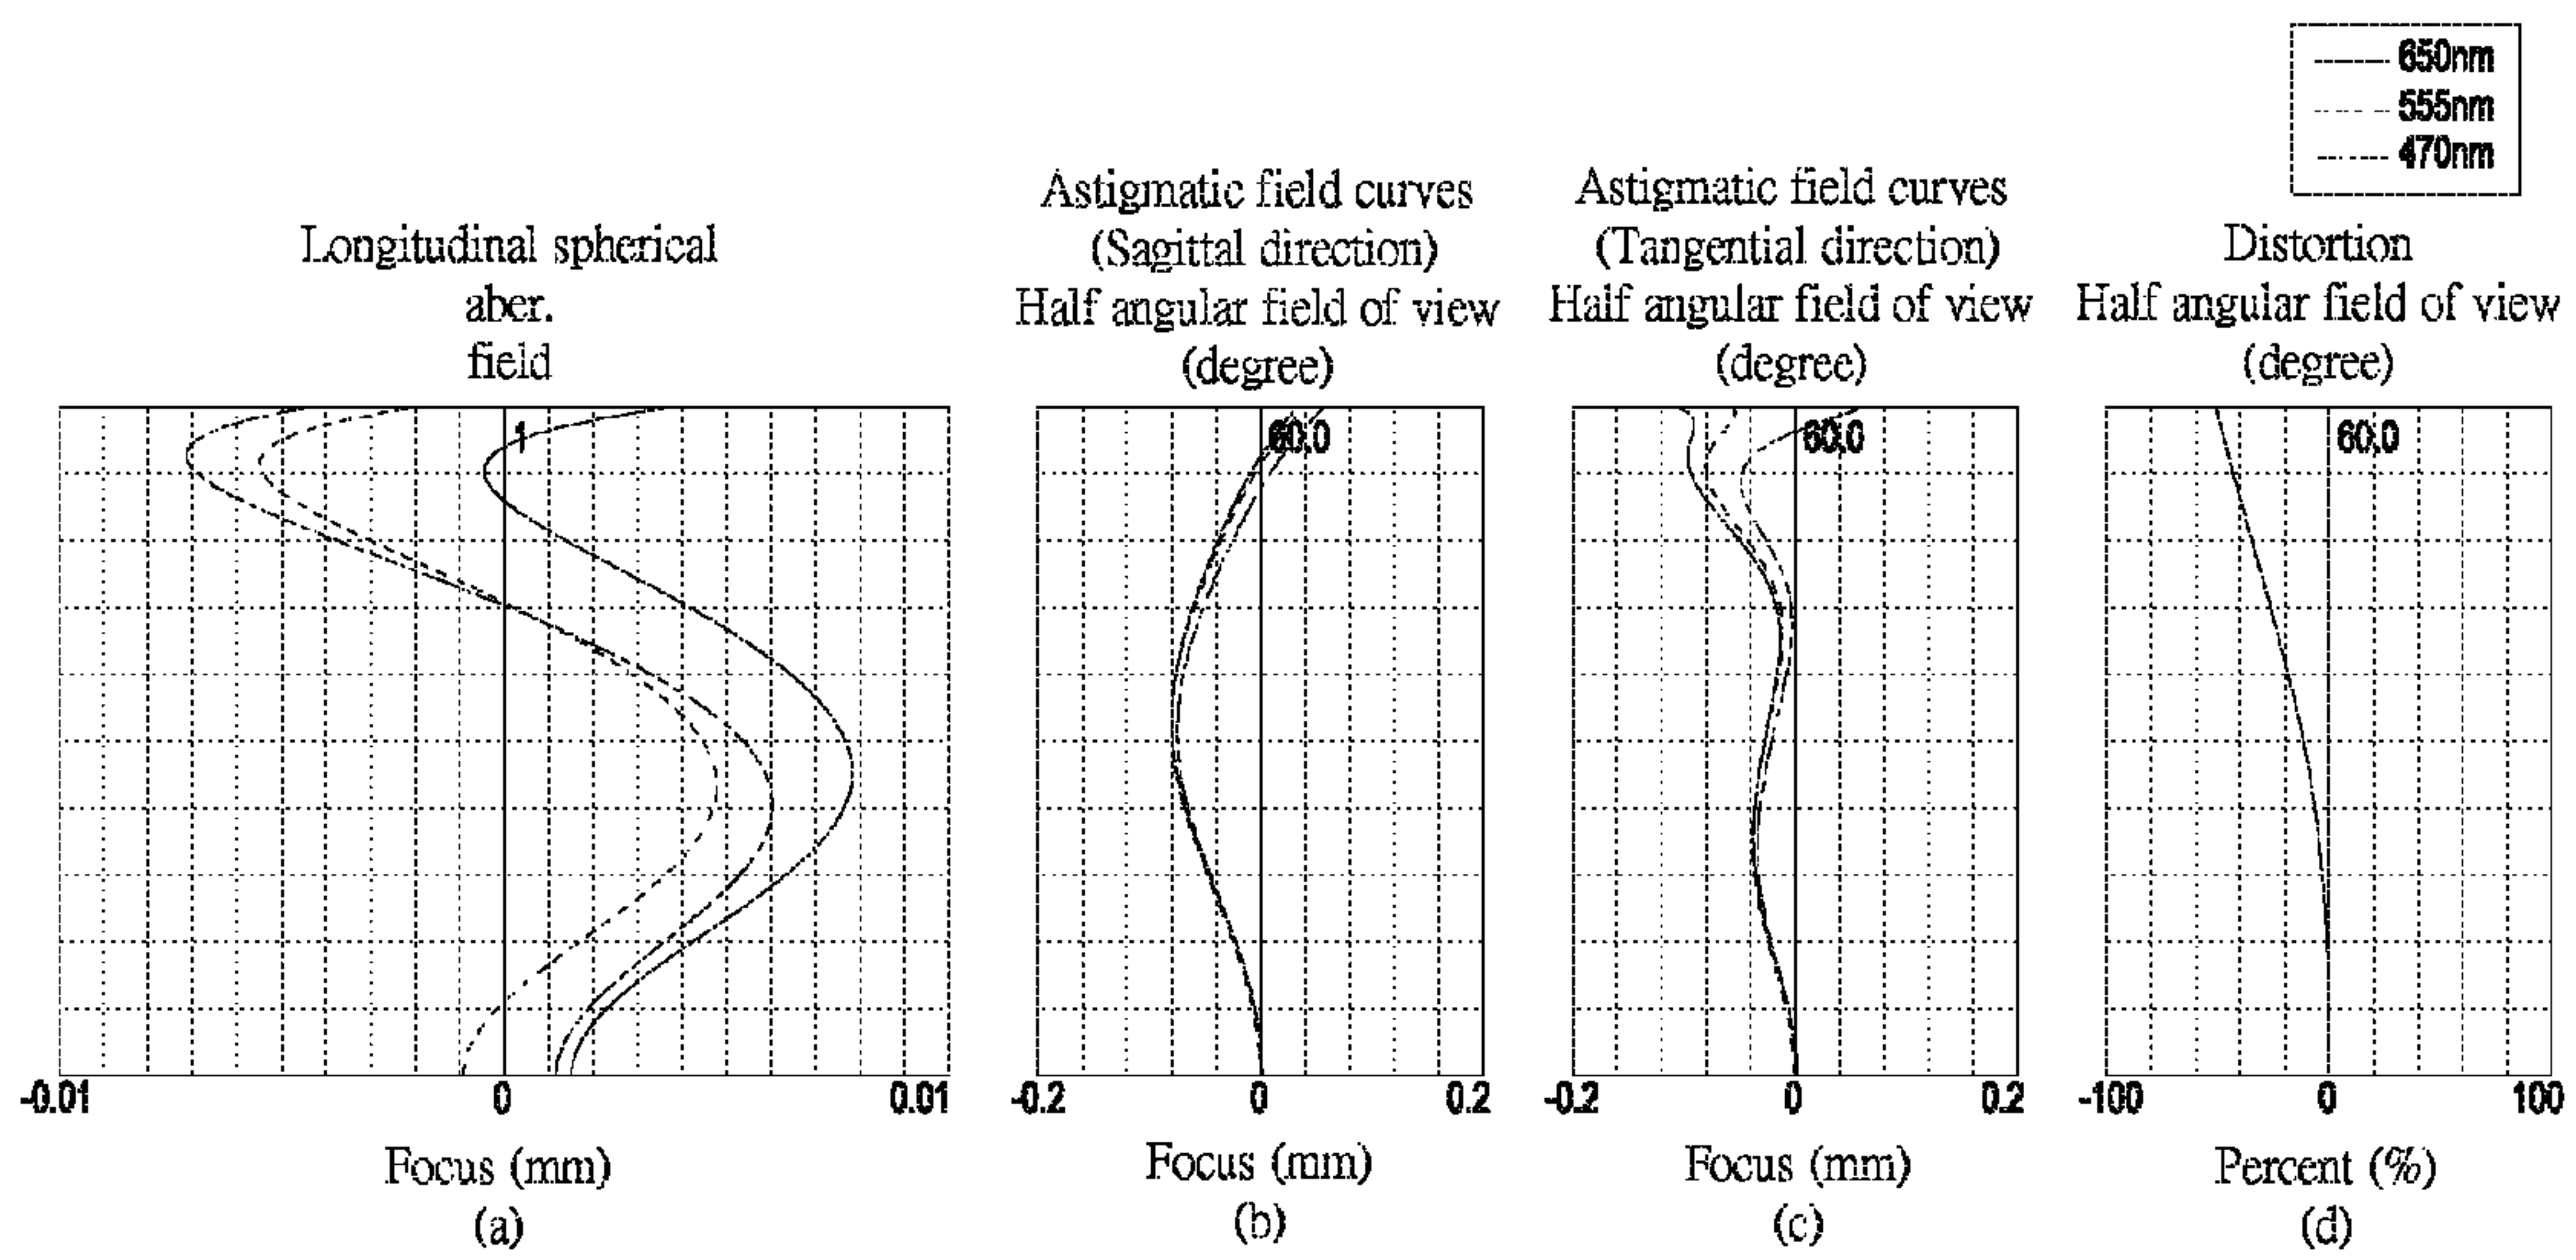 650nm
555nm
470nm
Longitudinal spherical
aber.
field
Astigmatic field curves
(Sagittal direction)
Half angular field of view
(degree)
Astigmatic field curves
(Tangential direction)
Half angular field of view
(degree)
Distortion
Half angular field of view
(degree)
1
60.0
60.0
60.0
-0.01
0
0.01
-0.2
0
0.2
-0.2
0
0.2
-100
0
100
Focus (mm)
Focus (mm)
Focus (mm)
Percent (%)
(a)
(b)
(c)
(d)